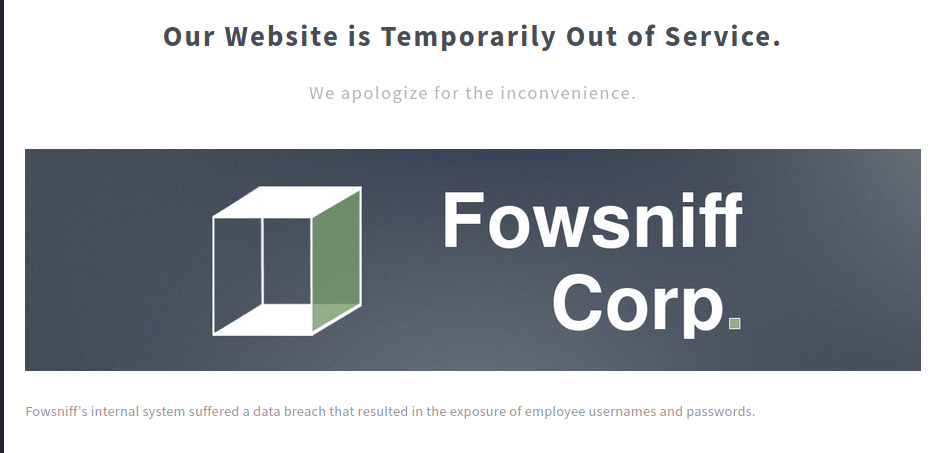 Our Website is Temporarily Out of Service.
We apologize for the inconvenience.
Fowsniff
Corp.
Fowsniff's internal system suffered a data breach that resulted in the exposure of employee usernames and passwords.